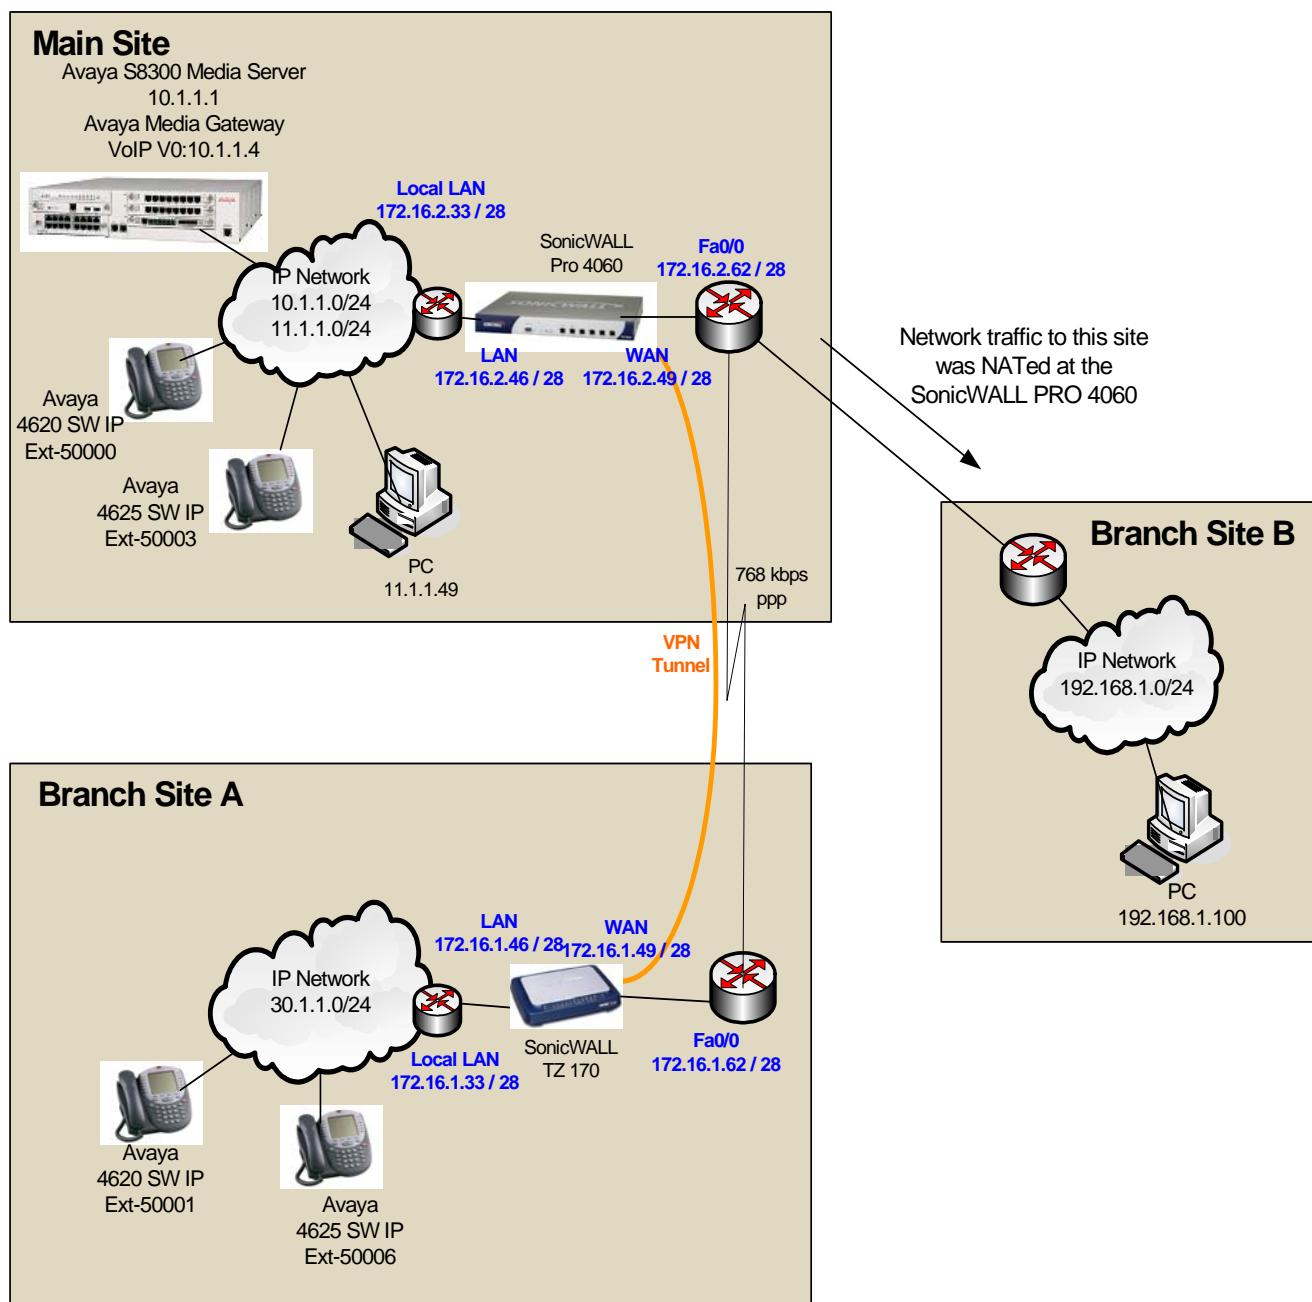 Main Site
Avaya S8300 Media Server
10.1.1.1
Avaya Media Gateway
VoIP V0:10.1.1.4
Local LAN
172.16.2.33 / 28
IP Network
10.1.1.0/24
11.1.1.0/24
SonicWALL
Pro 4060
SONICWALL
Fa0/0
172.16.2.62 / 28
LAN
172.16.2.46 / 28
WAN
172.16.2.49 / 28
Avaya
4620 SW IP
Ext-50000
Avaya
4625 SW IP
Ext-50003
PC
11.1.1.49
Network traffic to this site
was NATed at the
SonicWALL PRO 4060
768 kbps
ppp
VPN
Tunnel
Branch Site B
IP Network
192.168.1.0/24
PC
192.168.1.100
Branch Site A
LAN
172.16.1.46 / 28
WAN
172.16.1.49 / 28
IP Network
30.1.1.0/24
Local LAN
172.16.1.33 / 28
SonicWALL
TZ 170
Fa0/0
172.16.1.62 / 28
Avaya
4620 SW IP
Ext-50001
Avaya
4625 SW IP
Ext-50006